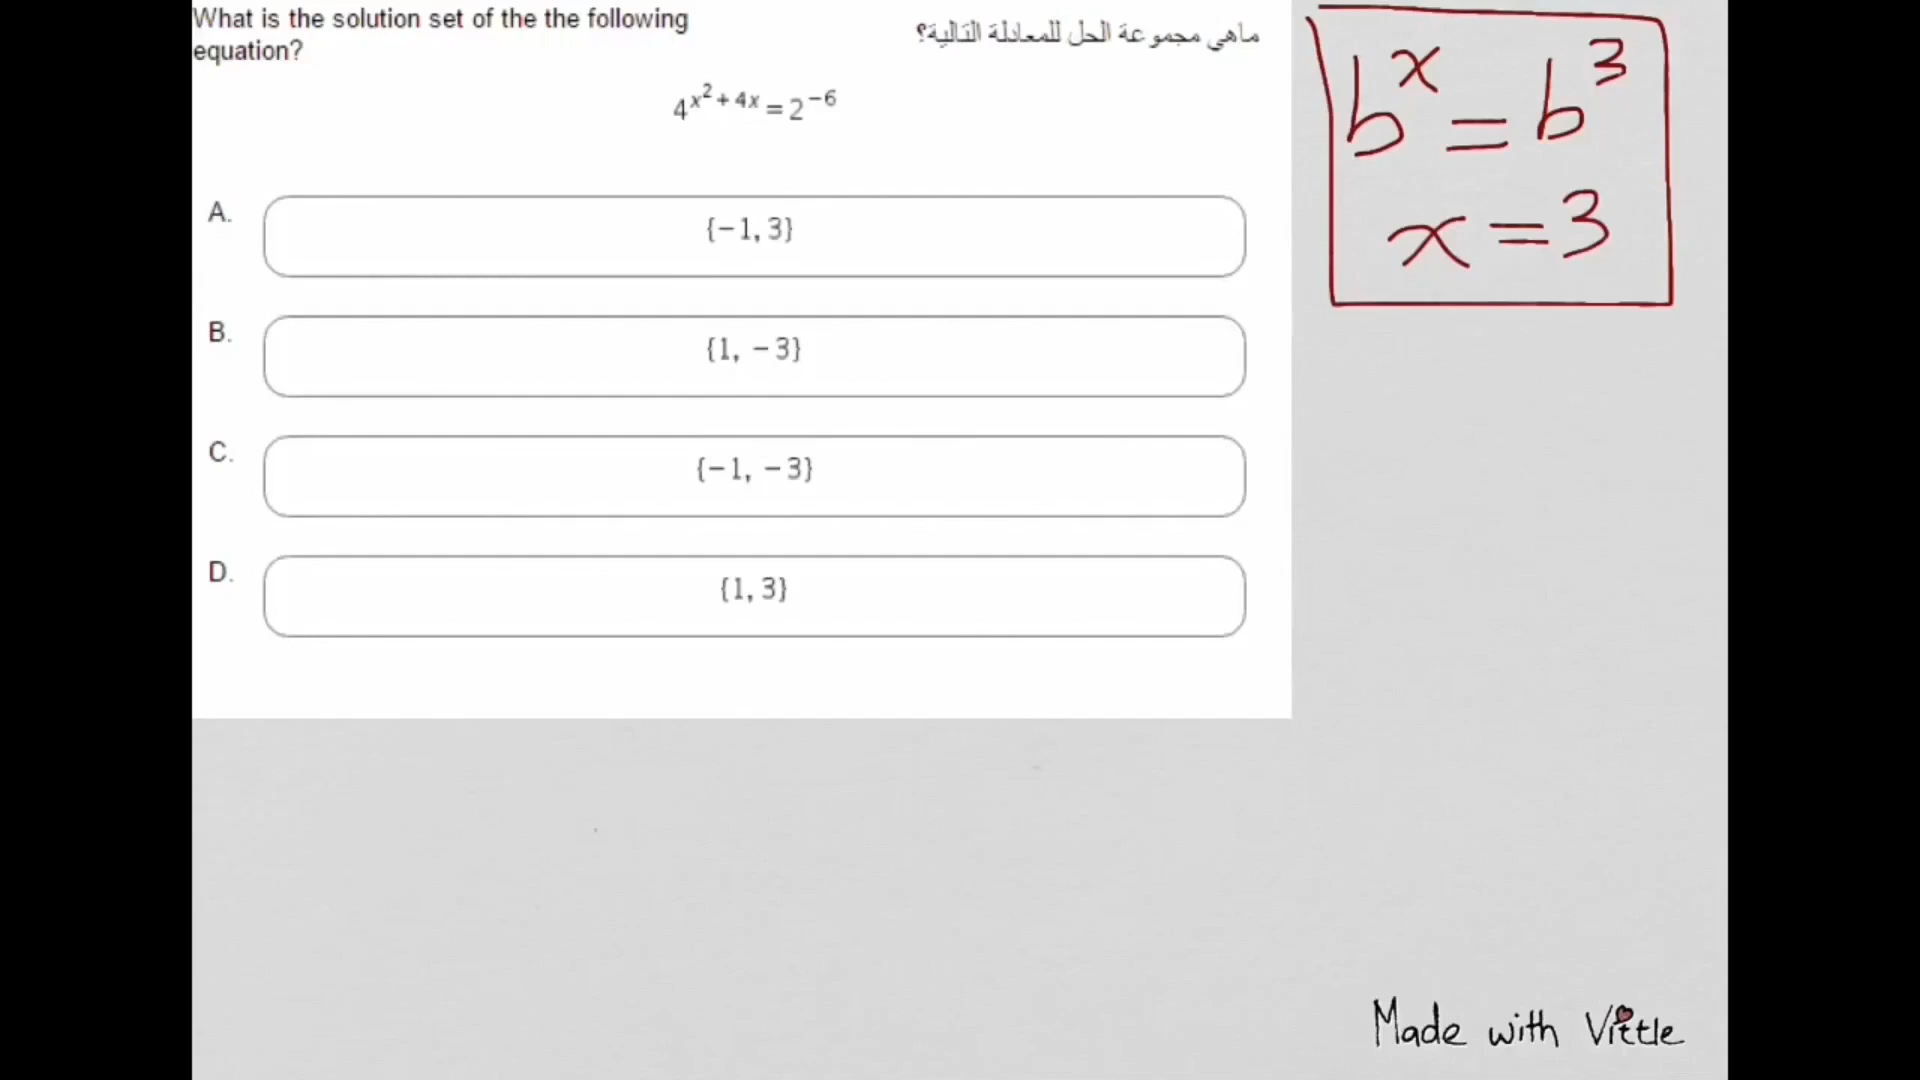 What is the solution set of the the following
equation?
ماهي مجموعة الحل للمعادلة التالية؟
4^{x^2+4x}=2^{-6}
A. {-1, 3}
B. {1, -3}
C. {-1, -3}
D. {1, 3}
b^x = b^3
x = 3
Made with Vittle